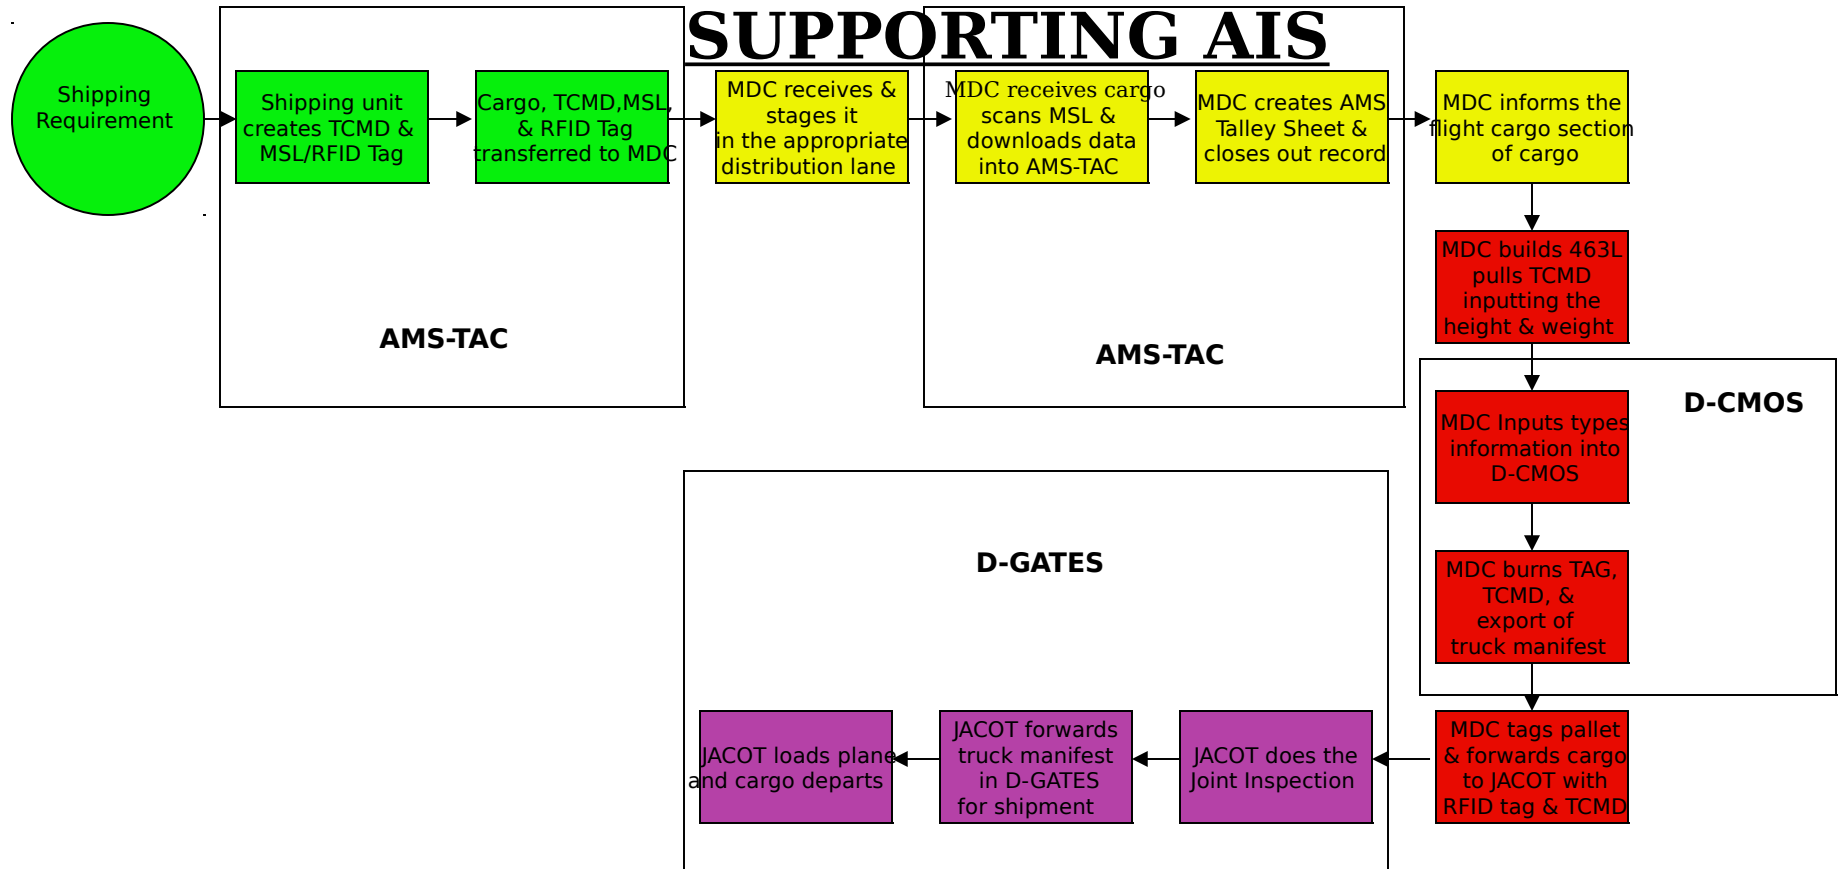 SUPPORTING AIS
Shipping
Requirement
Shipping unit
creates TCMD &
MSL/RFID Tag
Cargo, TCMD,MSL,
& RFID Tag
transferred to MDC
MDC receives &
stages it
in the appropriate
distribution lane
MDC receives cargo
scans MSL &
downloads data
into AMS-TAC
MDC creates AMS
Talley Sheet &
closes out record
MDC informs the
flight cargo section
of cargo
MDC builds 463L
pulls TCMD
inputting the
height & weight
AMS-TAC
AMS-TAC
D-CMOS
MDC Inputs types
information into
D-CMOS
D-GATES
MDC burns TAG,
TCMD, &
export of
truck manifest
MDC tags pallet
& forwards cargo
to JACOT with
RFID tag & TCMD
JACOT does the
Joint Inspection
JACOT forwards
truck manifest
in D-GATES
for shipment
JACOT loads plane
and cargo departs